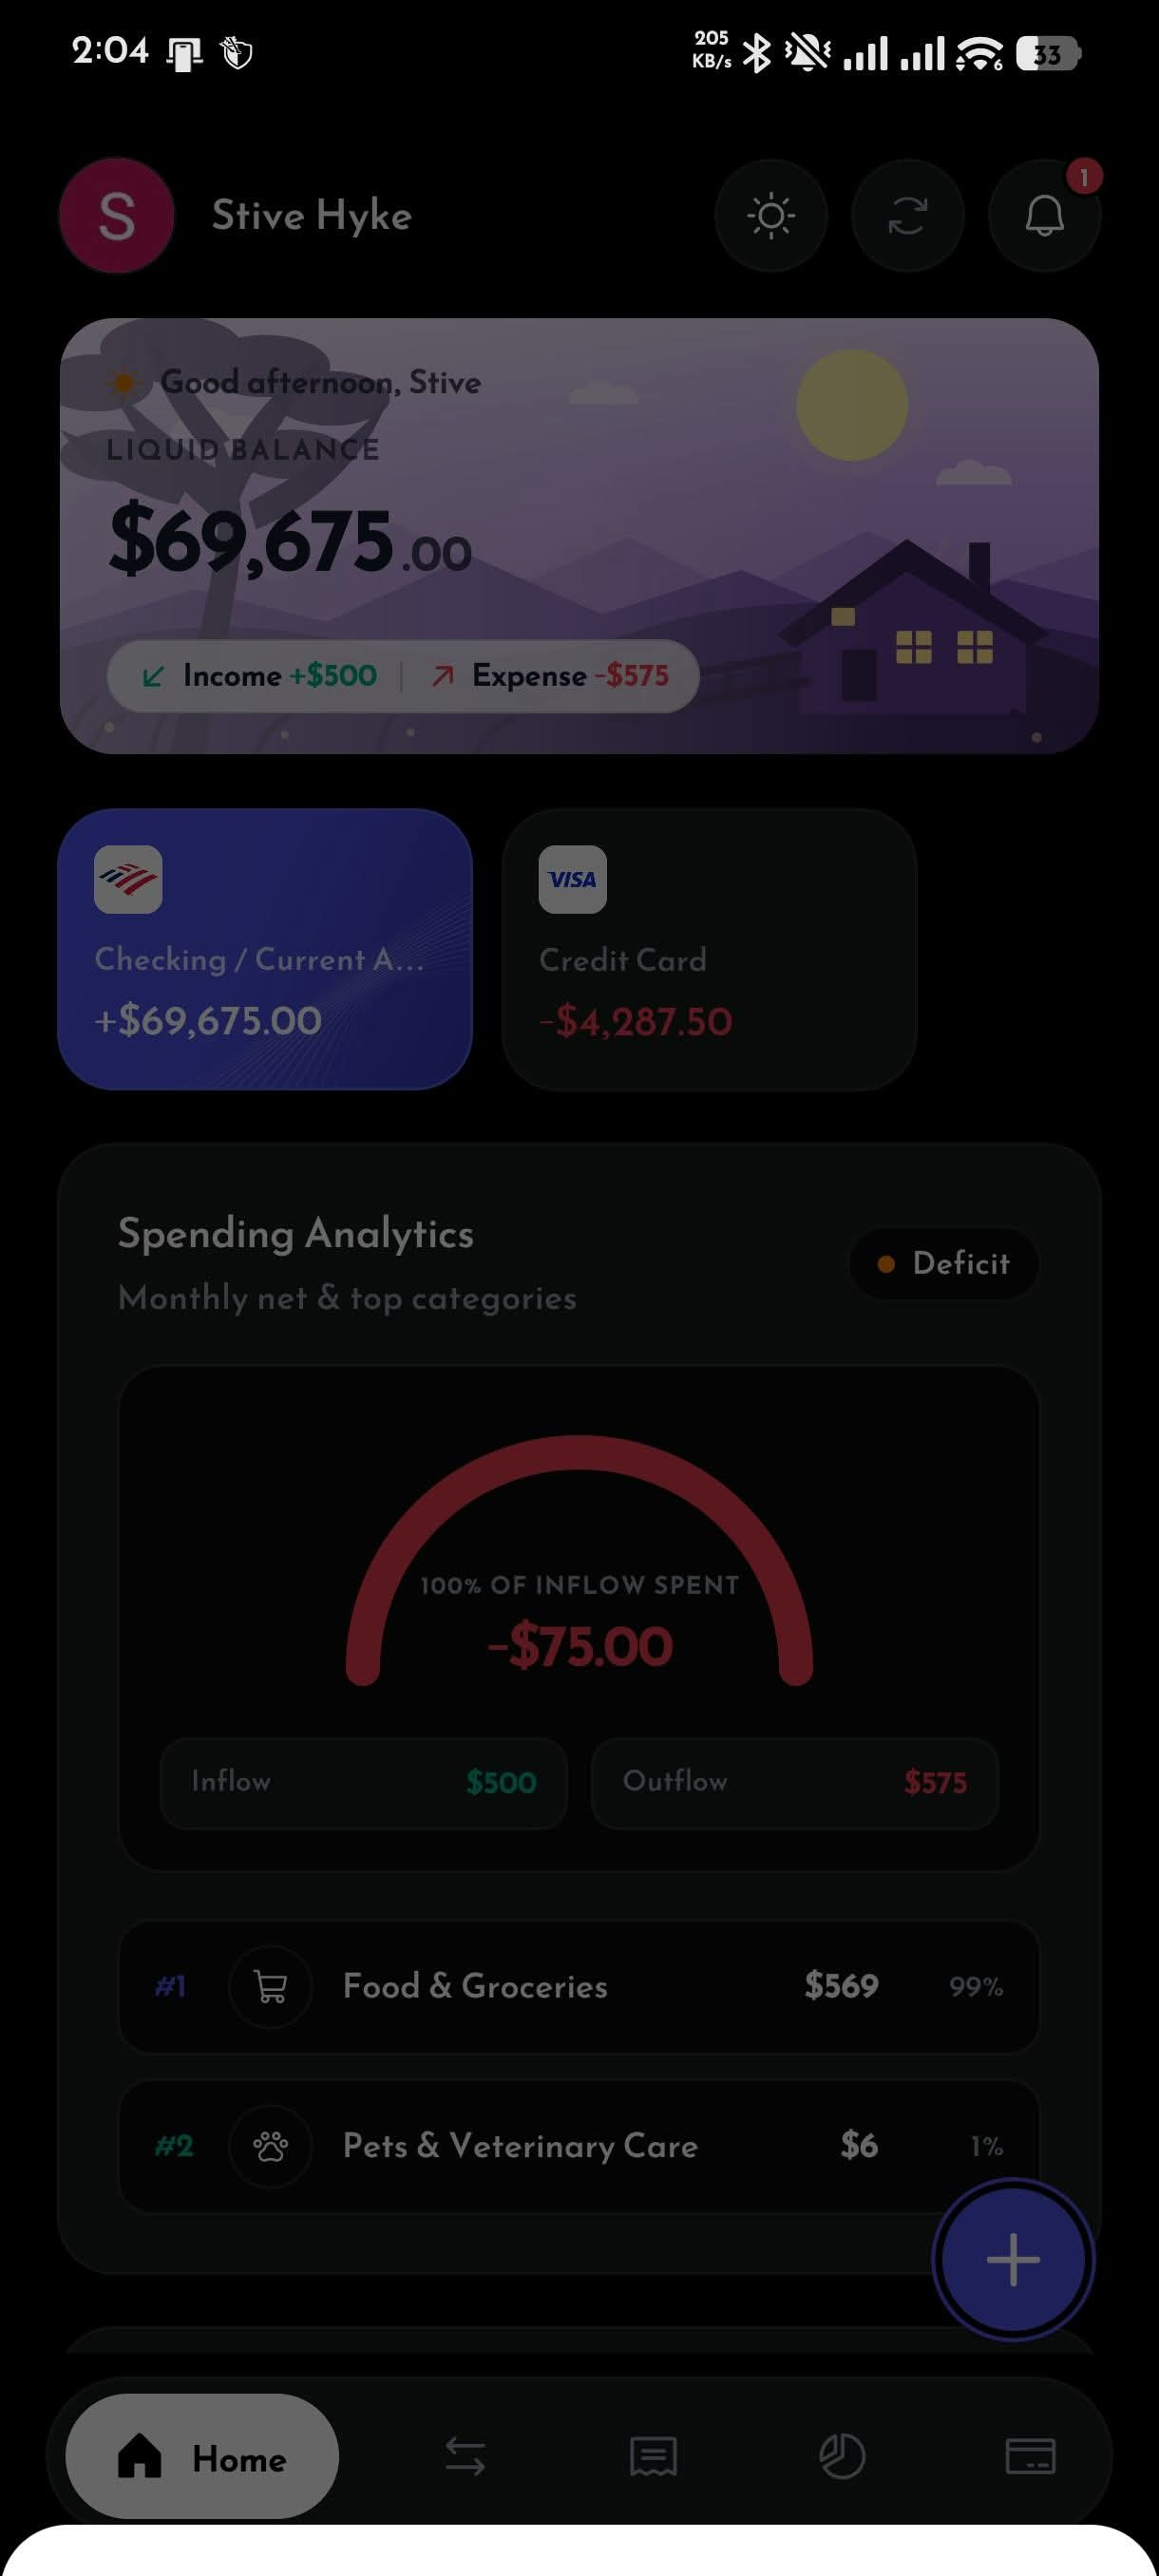 2:04
205
KB/s
6
33
S
Stive Hyke
1
Good afternoon, Stive
LIQUID BALANCE
$69,675.00
Income +$500
Expense -$575
VISA
Checking / Current A...
Credit Card
+$69,675.00
-$4,287.50
Spending Analytics
Deficit
Monthly net & top categories
100% OF INFLOW SPENT
-$75.00
Inflow $500
Outflow $575
#1 Food & Groceries $569 99%
#2 Pets & Veterinary Care $6 1%
Home